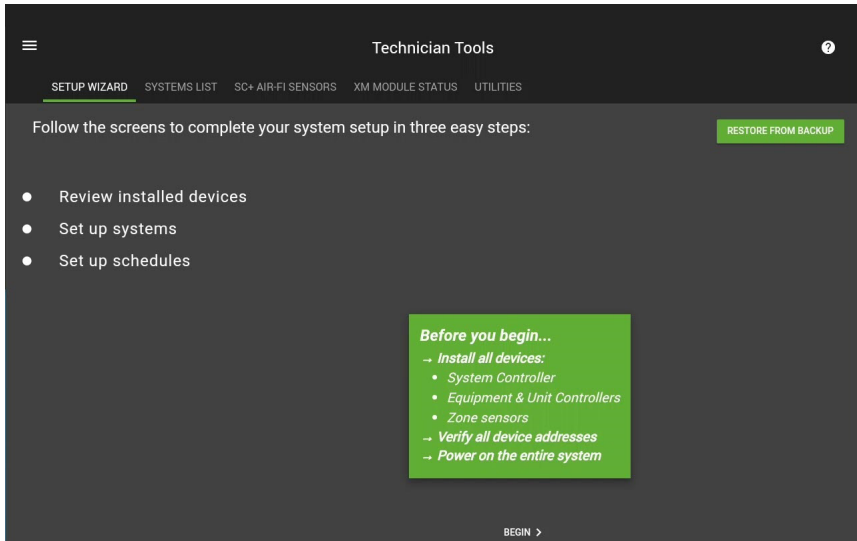 Technician Tools
?
SETUP WIZARD SYSTEMS LIST SC+ AIR-FI SENSORS XM MODULE STATUS UTILITIES
Follow the screens to complete your system setup in three easy steps:
RESTORE FROM BACKUP
● Review installed devices
● Set up systems
● Set up schedules
Before you begin...
→ Install all devices:
• System Controller
• Equipment & Unit Controllers
• Zone sensors
→ Verify all device addresses
→ Power on the entire system
BEGIN >